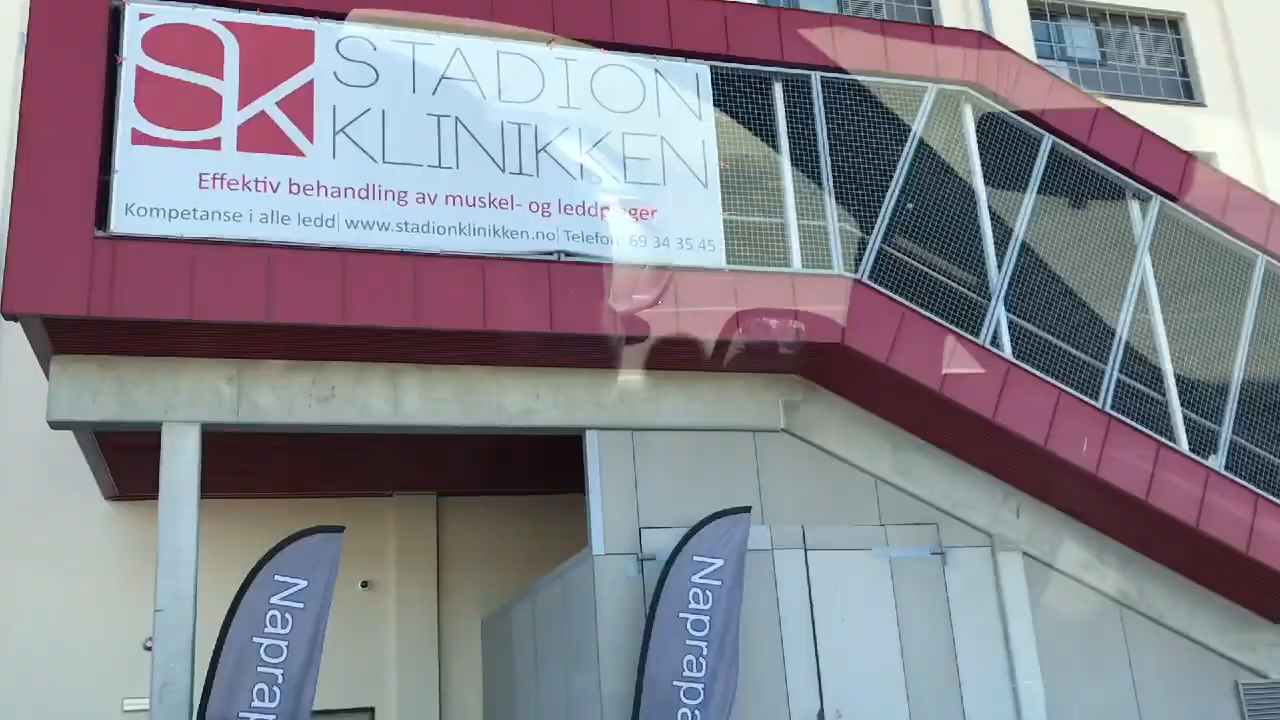 SK
STADION
KLINIKKEN
Effektiv behandling av muskel- og leddplager
Kompetanse i alle ledd| www.stadionklinikken.no| Telefon 69 34 35 45
Naprap
Naprapa